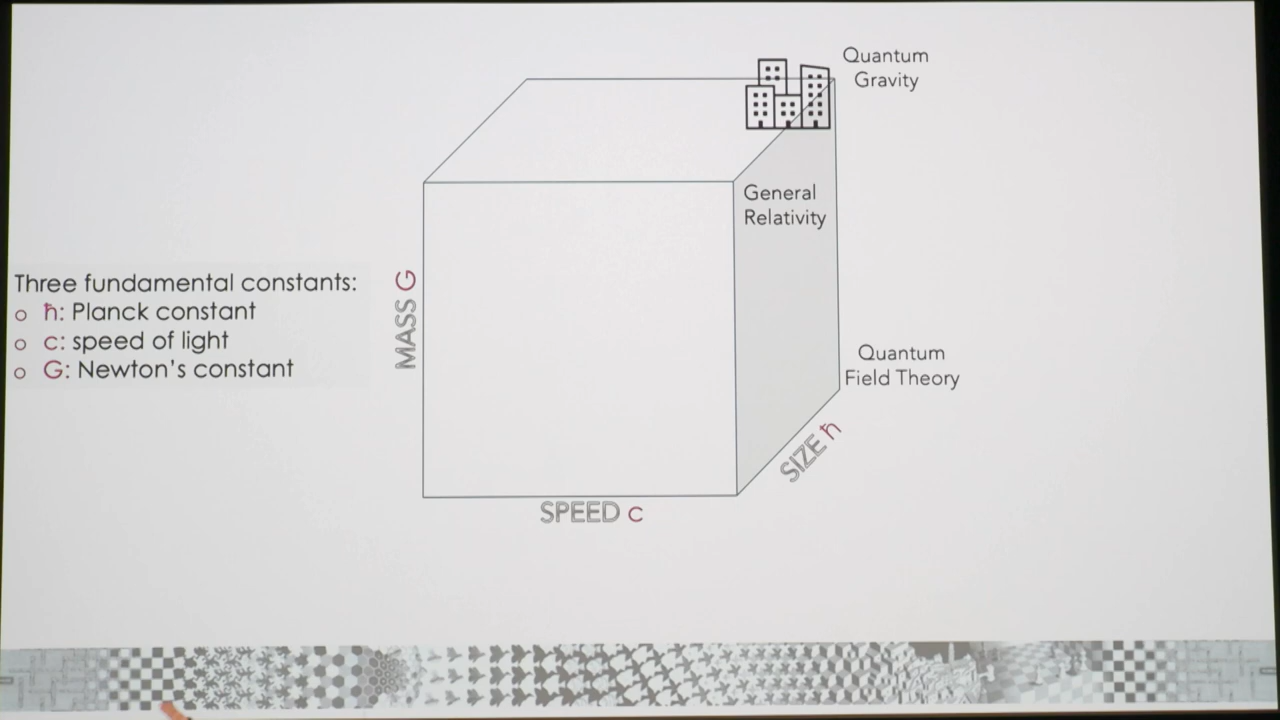 Quantum
Gravity
General
Relativity
Three fundamental constants:
o ħ: Planck constant
o c: speed of light
o G: Newton's constant
MASS G
Quantum
Field Theory
SIZE ħ
SPEED c